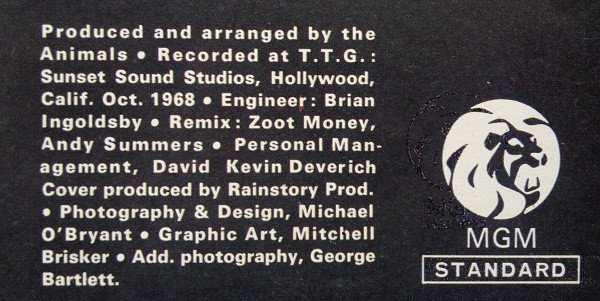 Produced and arranged by the
Animals • Recorded at T.T.G.:
Sunset Sound Studios, Hollywood,
Calif. Oct. 1968 • Engineer: Brian
Ingoldsby • Remix: Zoot Money,
Andy Summers • Personal Man-
agement, David Kevin Deverich
Cover produced by Rainstory Prod.
• Photography & Design, Michael
O'Bryant • Graphic Art, Mitchell
Brisker • Add. photography, George
Bartlett.
MGM
STANDARD